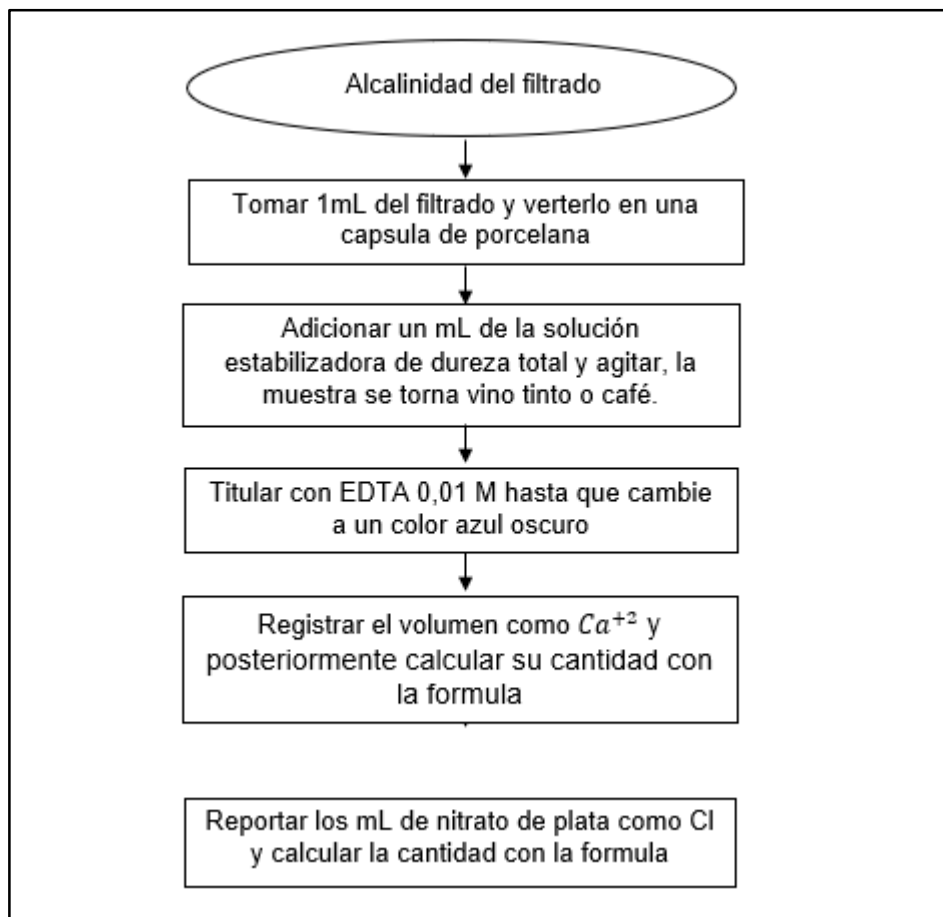 Alcalinidad del filtrado
Tomar 1mL del filtrado y verterlo en una
capsula de porcelana
Adicionar un mL de la solución
estabilizadora de dureza total y agitar, la
muestra se torna vino tinto o café.
Titular con EDTA 0,01 M hasta que cambie
a un color azul oscuro
Registrar el volumen como Ca⁺² y
posteriormente calcular su cantidad con
la formula
Reportar los mL de nitrato de plata como Cl
y calcular la cantidad con la formula